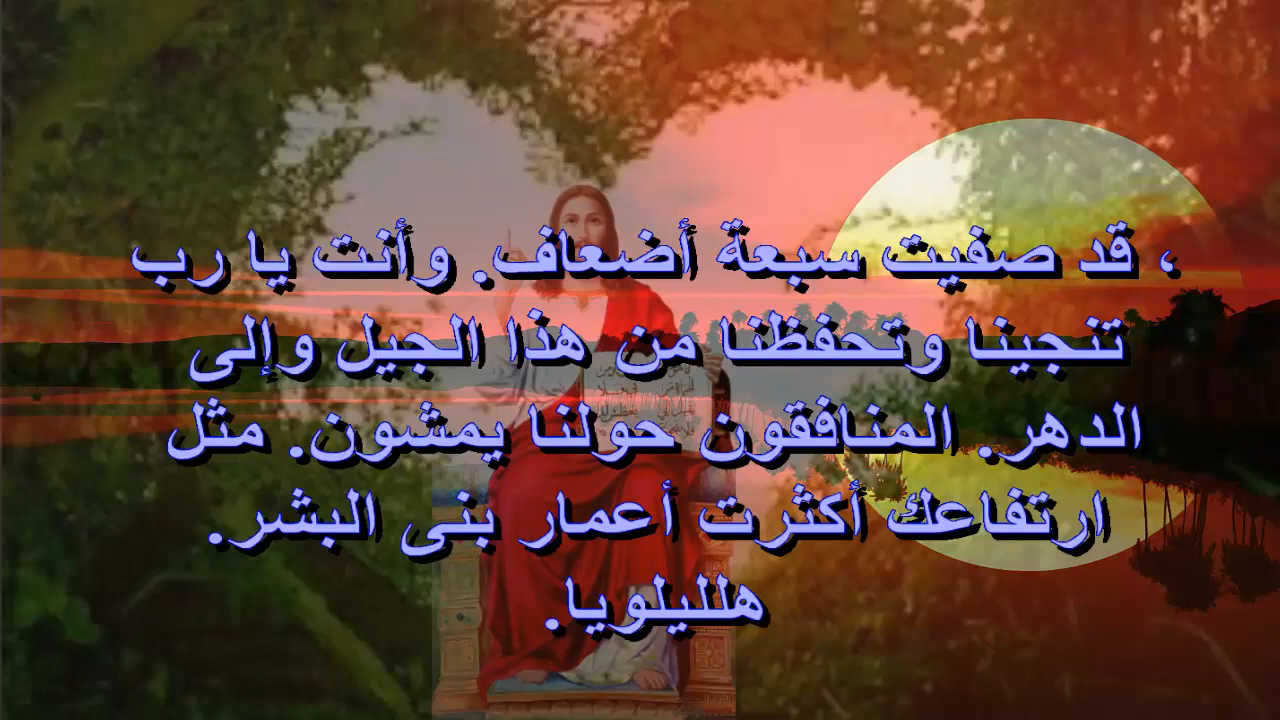 ، قد صفيت سبعة أضعاف. وأنت يا رب
تنجينا وتحفظنا من هذا الجيل وإلى
الدهر. المنافقون حولنا يمشون. مثل
ارتفاعك أكثرت أعمار بنى البشر.
هلليلويا.